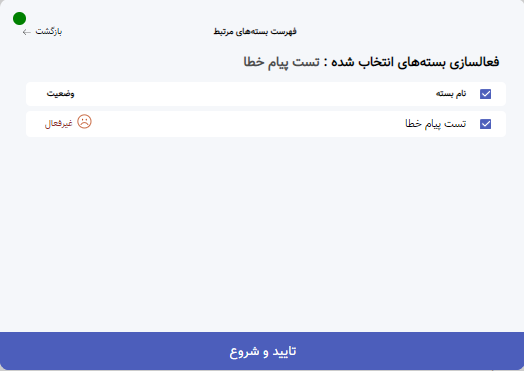 فهرست بسته‌های مرتبط
بازگشت
فعالسازی بسته‌های انتخاب شده : تست پیام خطا
نام بسته
وضعیت
تست پیام خطا
غیرفعال
تایید و شروع